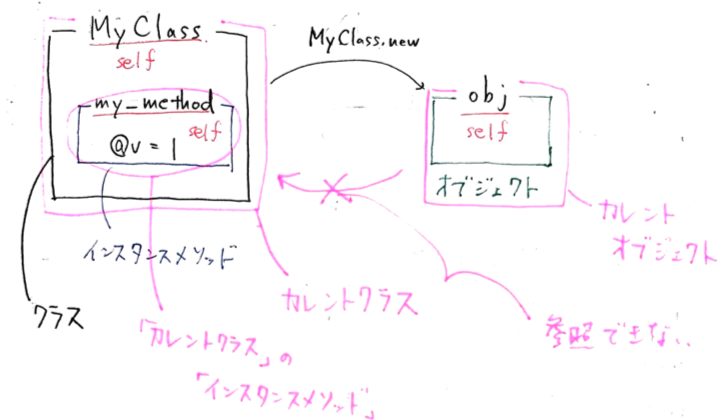 MyClass
self
my_method
self
@v = 1
インスタンスメソッド
クラス
「カレントクラス」の
「インスタンスメソッド」
カレントクラス
MyClass.new
obj
self
オブジェクト
カレント
オブジェクト
参照できない